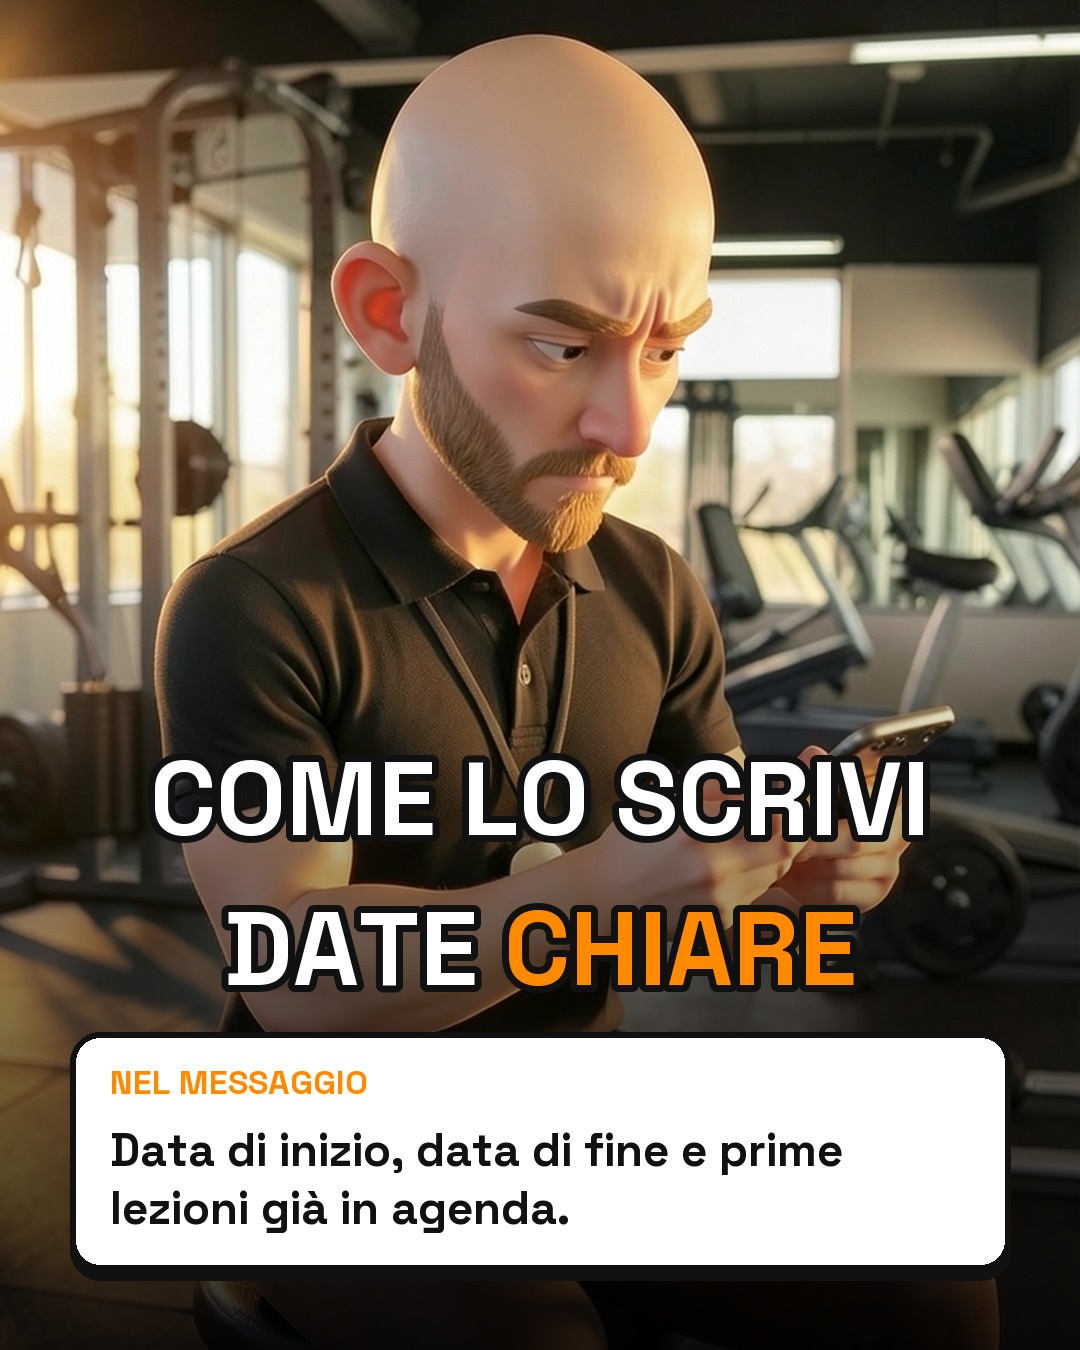 COME LO SCRIVI
DATE CHIARE
NEL MESSAGGIO
Data di inizio, data di fine e prime
lezioni già in agenda.